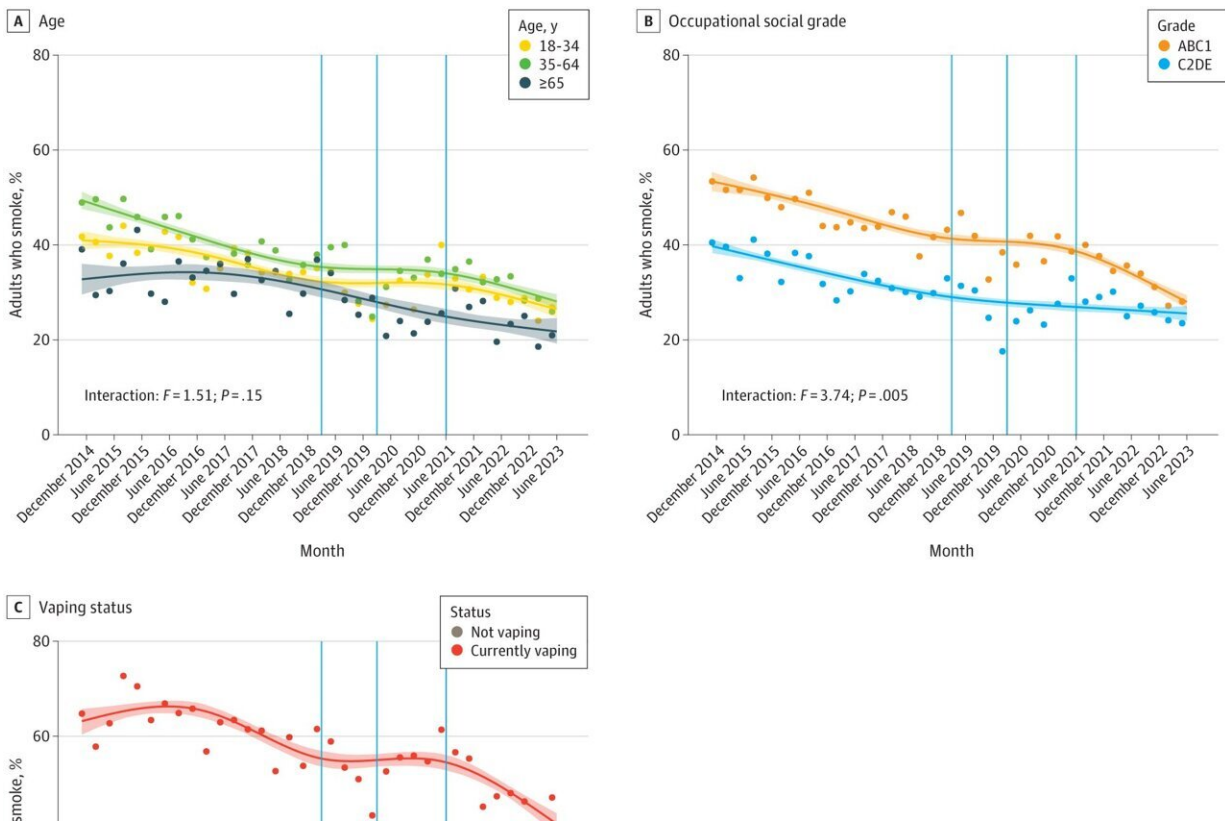 A Age
Age, y
18-34
35-64
≥65
80
60
40
20
0
Adults who smoke, %
Interaction: F = 1.51; P = .15
December 2014
June 2015
December 2015
June 2016
December 2016
June 2017
December 2017
June 2018
December 2018
June 2019
December 2019
June 2020
December 2020
June 2021
December 2021
June 2022
December 2022
June 2023
Month
B Occupational social grade
Grade
ABC1
C2DE
80
60
40
20
0
Adults who smoke, %
Interaction: F = 3.74; P = .005
December 2014
June 2015
December 2015
June 2016
December 2016
June 2017
December 2017
June 2018
December 2018
June 2019
December 2019
June 2020
December 2020
June 2021
December 2021
June 2022
December 2022
June 2023
Month
C Vaping status
Status
Not vaping
Currently vaping
80
60
smoke, %